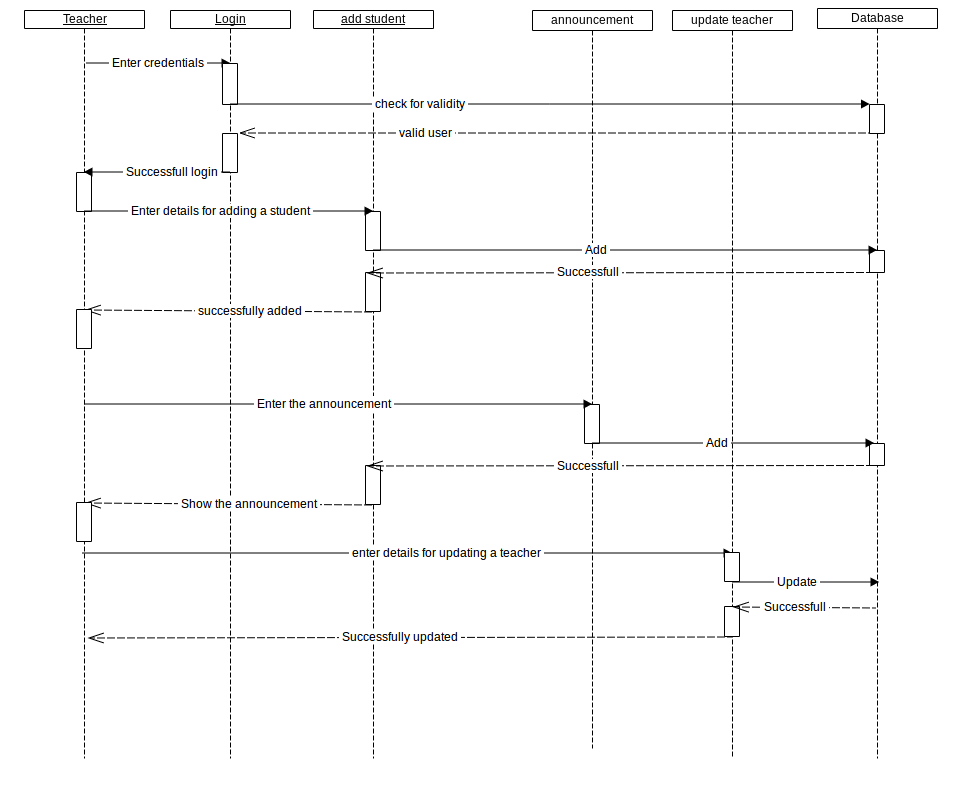 Teacher
Login
add student
announcement
update teacher
Database
Enter credentials
check for validity
valid user
Successfull login
Enter details for adding a student
Add
Successfull
successfully added
Enter the announcement
Add
Successfull
Show the announcement
enter details for updating a teacher
Update
Successfull
Successfully updated